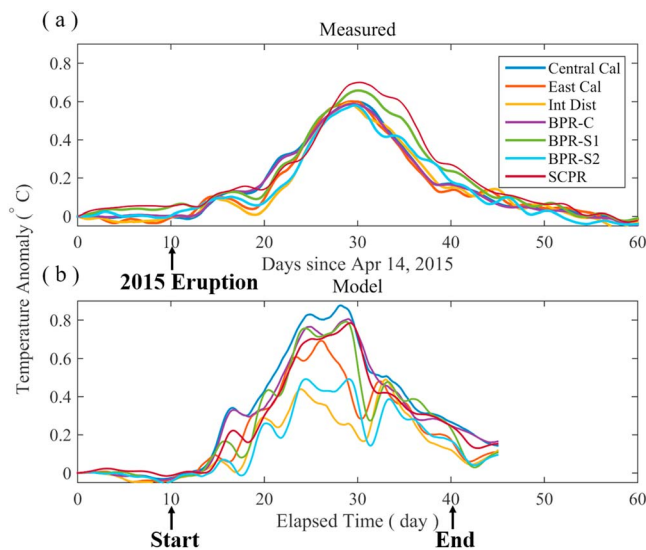 ( a )
Measured
0.8
0.6
0.4
0.2
0
Central Cal
East Cal
Int Dist
BPR-C
BPR-S1
BPR-S2
SCPR
0 10 20 30 40 50 60
Days since Apr 14, 2015
2015 Eruption
Temperature Anomaly ( ° C )
( b )
Model
0.8
0.6
0.4
0.2
0
0 10 20 30 40 50 60
Elapsed Time ( day )
Start
End